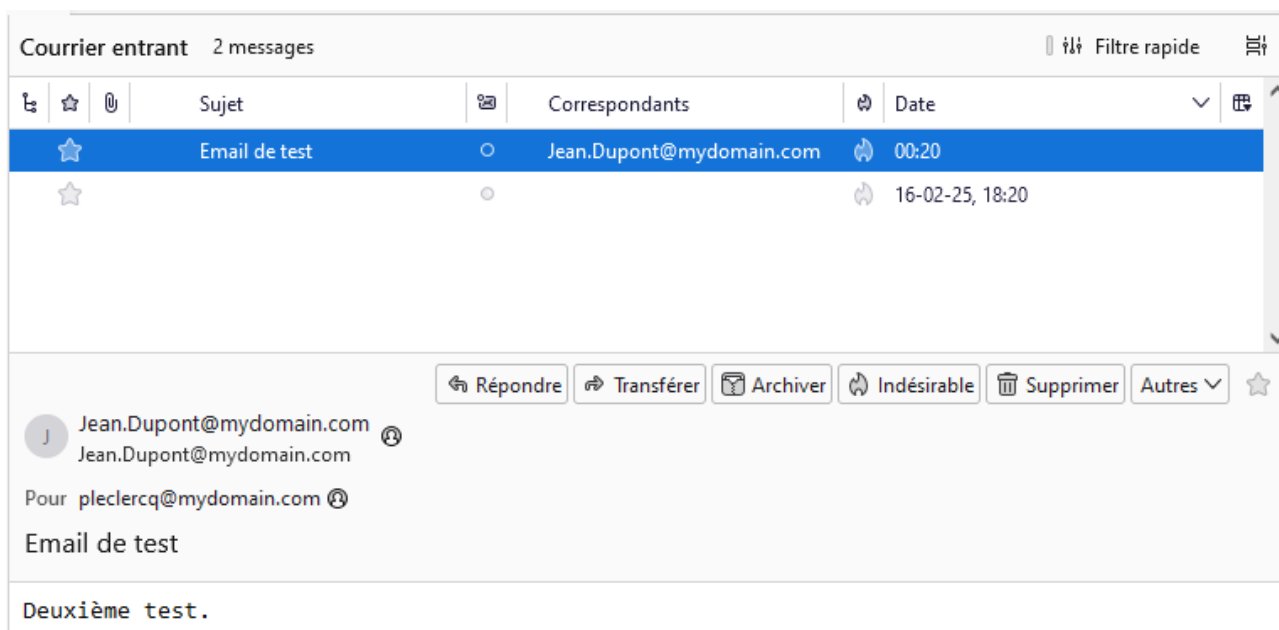 Courrier entrant 2 messages Filtre rapide
Sujet Correspondants Date
Email de test Jean.Dupont@mydomain.com 00:20
16-02-25, 18:20
Répondre Transférer Archiver Indésirable Supprimer Autres
J Jean.Dupont@mydomain.com
Jean.Dupont@mydomain.com
Pour pleclercq@mydomain.com
Email de test
Deuxième test.